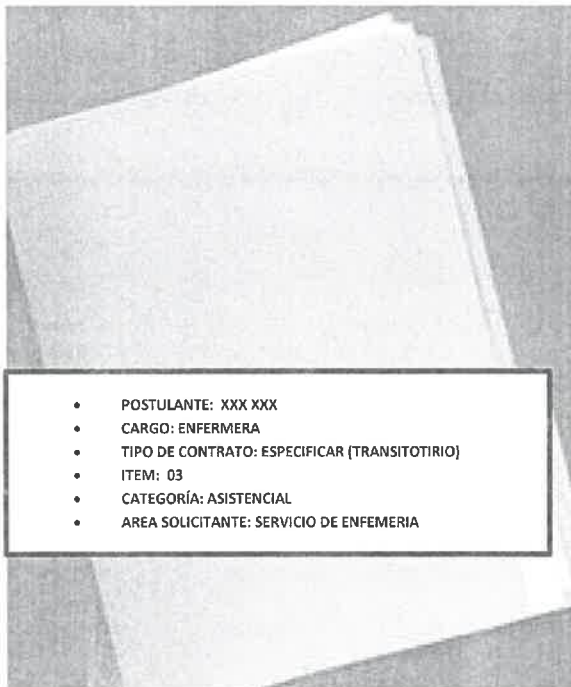 • POSTULANTE: XXX XXX
• CARGO: ENFERMERA
• TIPO DE CONTRATO: ESPECIFICAR (TRANSITOTIRIO)
• ITEM: 03
• CATEGORÍA: ASISTENCIAL
• AREA SOLICITANTE: SERVICIO DE ENFEMERIA